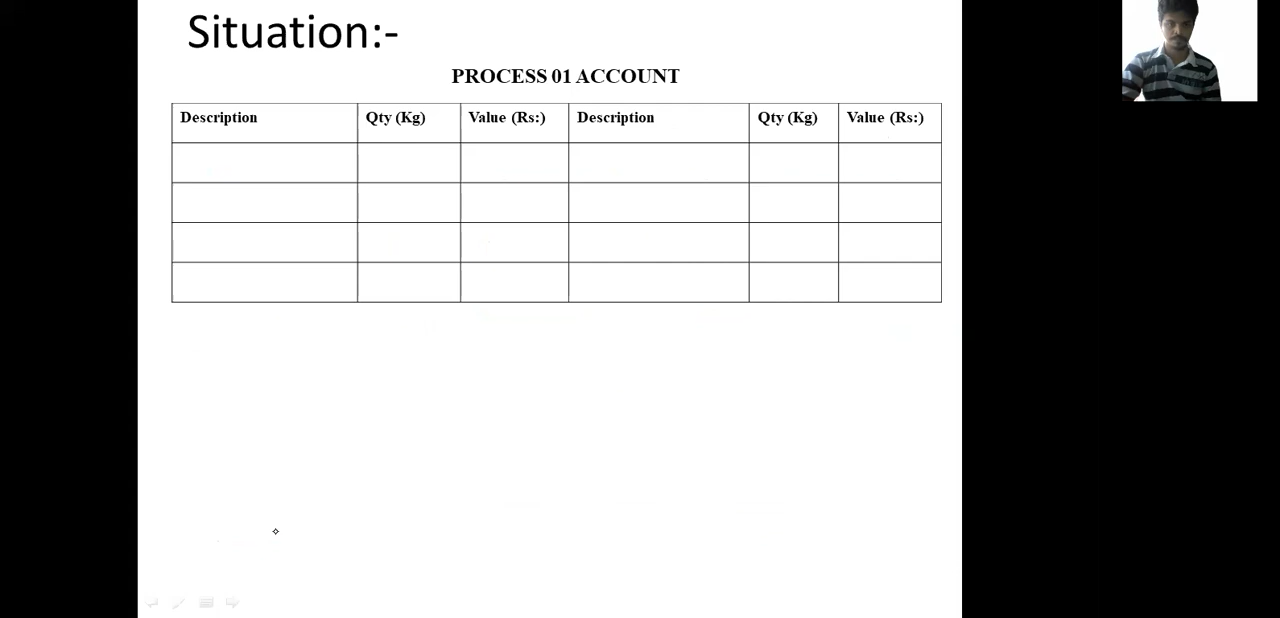 Situation:-
PROCESS 01 ACCOUNT
Description Qty (Kg) Value (Rs:) Description Qty (Kg) Value (Rs:)